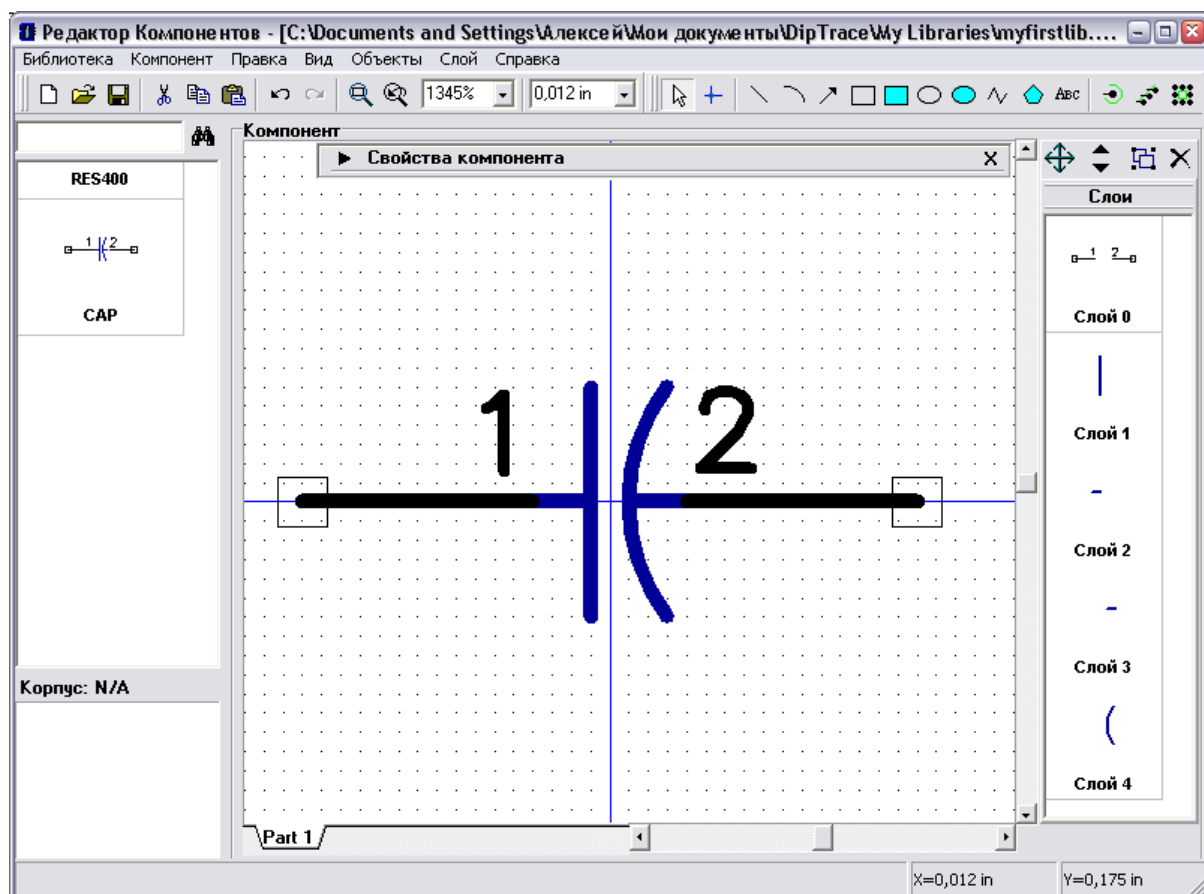 Редактор Компонентов - [C:\Documents and Settings\Алексей\Мои документы\DipTrace\My Libraries\myfirstlib....
Библиотека Компонент Правка Вид Объекты Слой Справка
1345% 0,012 in ABC
Компонент
Свойства компонента X
RES400
1 2
CAP
Корпус: N/A
1 2
Part 1
Слои
1 2
Слой 0
Слой 1
Слой 2
Слой 3
Слой 4
X=0,012 in Y=0,175 in